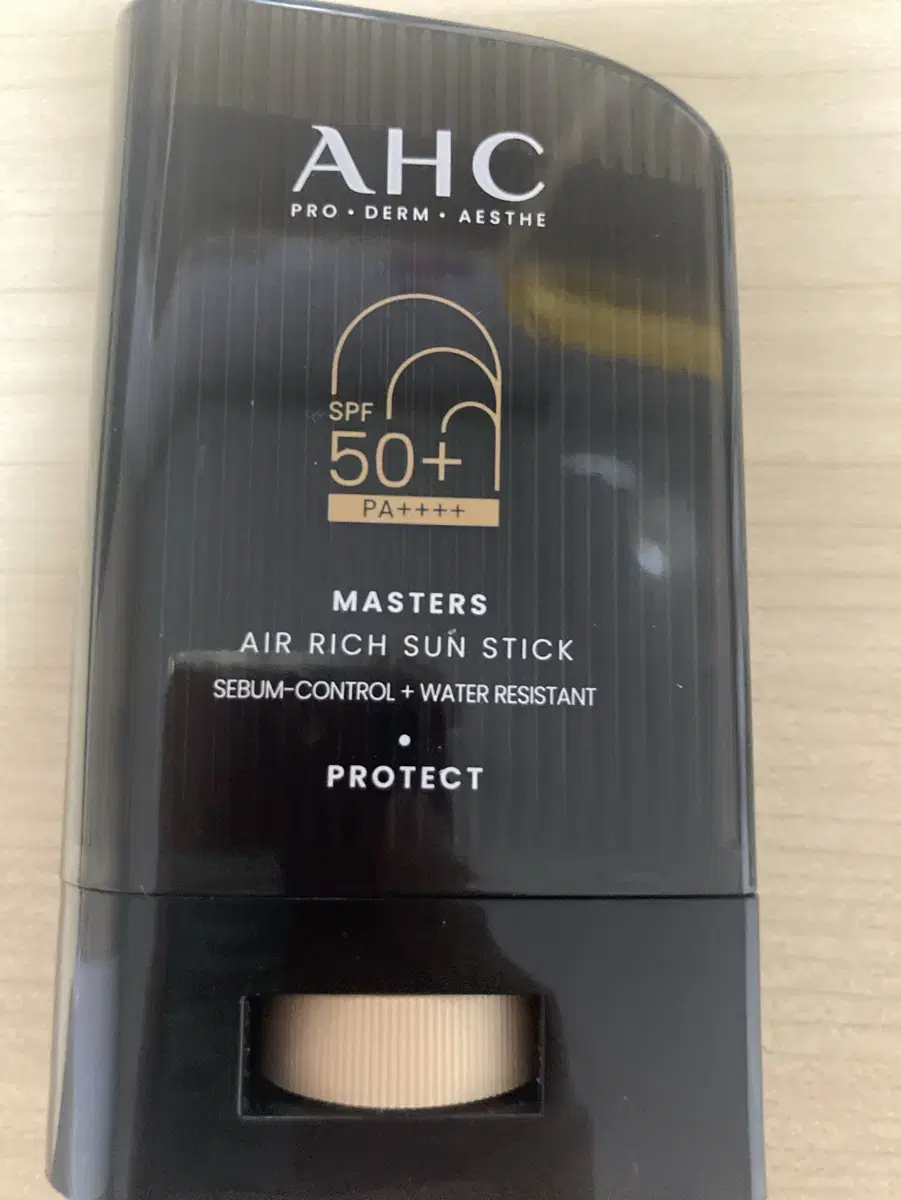 AHC
PRO • DERM • AESTHE
SPF
50+
PA++++
MASTERS
AIR RICH SUN STICK
SEBUM-CONTROL + WATER RESISTANT
•
PROTECT